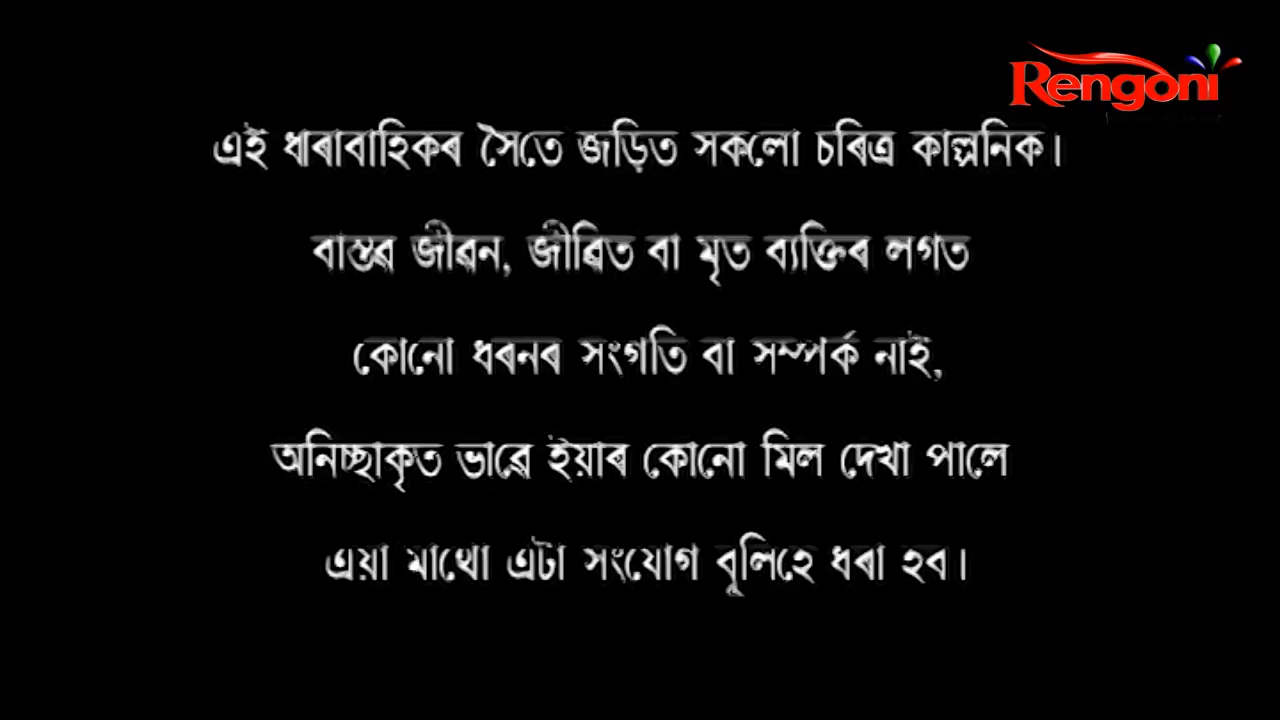 Rengoni
এই ধাৰাবাহিকৰ সৈতে জড়িত সকলো চৰিত্ৰ কাল্পনিক।
বাস্তৱ জীৱন, জীৱিত বা মৃত ব্যক্তিৰ লগত
কোনো ধৰনৰ সংগতি বা সম্পৰ্ক নাই,
অনিচ্ছাকৃত ভাৱে ইয়াৰ কোনো মিল দেখা পালে
এয়া মাথো এটা সংযোগ বুলিহে ধৰা হব।